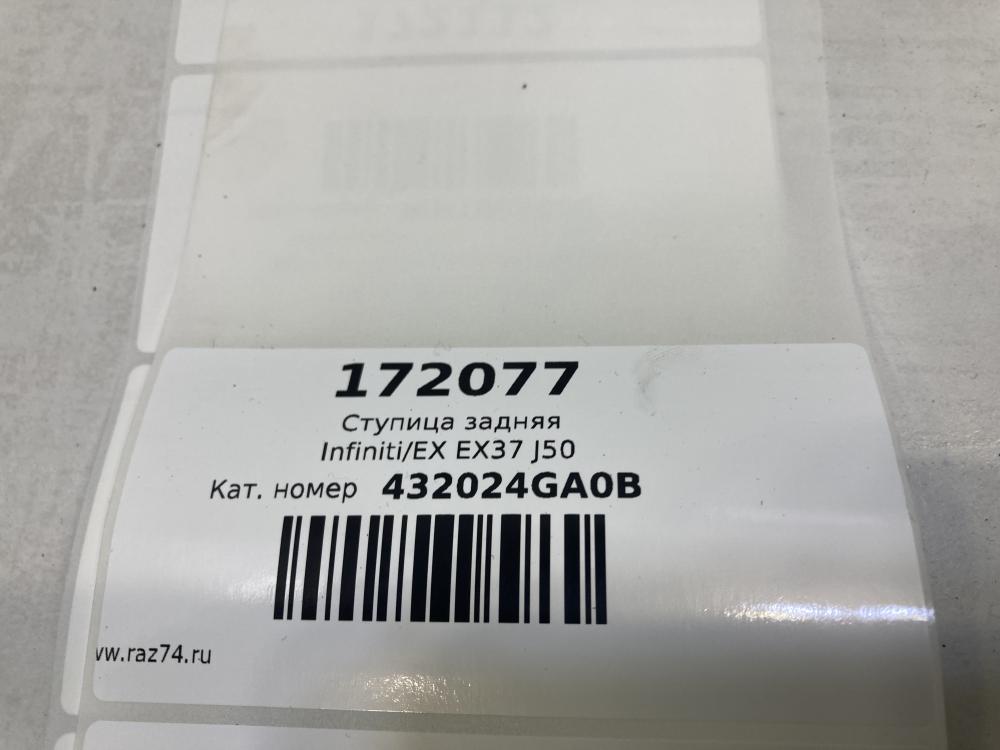 172077
Ступица задняя
Infiniti/EX EX37 J50
Кат. номер 432024GA0B
vw.raz74.ru